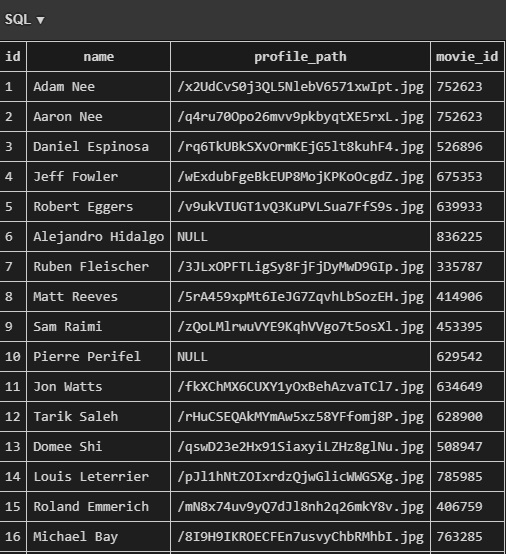 SQL ▼
id name profile_path movie_id
1 Adam Nee /x2UdCvS0j3QL5NlebV6571xwIpt.jpg 752623
2 Aaron Nee /q4ru70Opo26mvv9pkbyqtXE5rxL.jpg 752623
3 Daniel Espinosa /rq6TkUBkSXvOrmKEjG5lt8kuhF4.jpg 526896
4 Jeff Fowler /wExdubFgeBkEUP8MojKPKoOcgdZ.jpg 675353
5 Robert Eggers /v9ukVIUGT1vQ3KuPVLSua7FfS9s.jpg 639933
6 Alejandro Hidalgo NULL 836225
7 Ruben Fleischer /3JLxOPFTLigSy8FjFjDyMwD9GIp.jpg 335787
8 Matt Reeves /5rA459xpMt6IeJG7ZqvhLbSozEH.jpg 414906
9 Sam Raimi /zQoLMlrwuVYE9KqhVVgo7t5osXl.jpg 453395
10 Pierre Perifel NULL 629542
11 Jon Watts /fkXChMX6CUXY1yOxBehAzvaTCl7.jpg 634649
12 Tarik Saleh /rHuCSEQAkMYmAw5xz58YFfomj8P.jpg 628900
13 Domee Shi /qswD23e2Hx91SiaxyiLZHz8glNu.jpg 508947
14 Louis Leterrier /pJl1hNtZOIxrdzQjwGlicWWGSXg.jpg 785985
15 Roland Emmerich /mN8x74uv9yQ7dJl8nh2q26mkY8v.jpg 406759
16 Michael Bay /8I9H9IKROECFEn7usvyChbRMhbI.jpg 763285